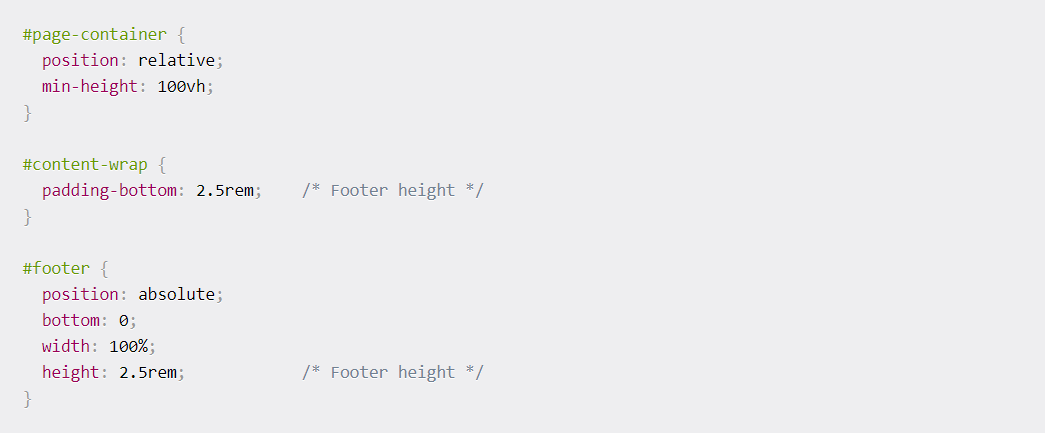 #page-container {
  position: relative;
  min-height: 100vh;
}

#content-wrap {
  padding-bottom: 2.5rem;    /* Footer height */
}

#footer {
  position: absolute;
  bottom: 0;
  width: 100%;
  height: 2.5rem;            /* Footer height */
}